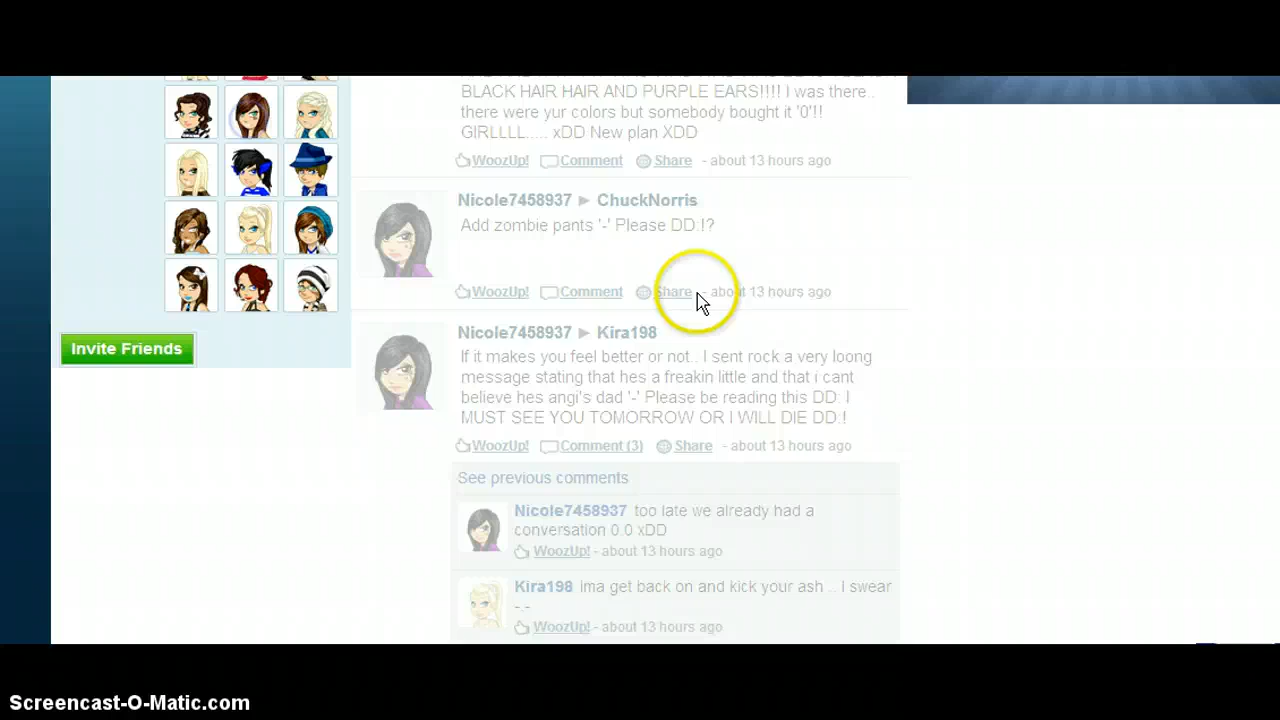 BLACK HAIR HAIR AND PURPLE EARS!!!! I was there..
there were yur colors but somebody bought it '0'!!
GIRLLLL..... xDD New plan XDD
WoozUp! Comment Share - about 13 hours ago
Nicole7458937 ► ChuckNorris
Add zombie pants '-' Please DD:!?
WoozUp! Comment Share - about 13 hours ago
Invite Friends
Nicole7458937 ► Kira198
If it makes you feel better or not.. I sent rock a very loong
message stating that hes a freakin little and that i cant
believe hes angi's dad '-' Please be reading this DD: I
MUST SEE YOU TOMORROW OR I WILL DIE DD:!
WoozUp! Comment (3) Share - about 13 hours ago
See previous comments
Nicole7458937 too late we already had a
conversation 0.0 xDD
WoozUp! - about 13 hours ago
Kira198 Ima get back on and kick your ash .. I swear
-.-
WoozUp! - about 13 hours ago
Screencast-O-Matic.com